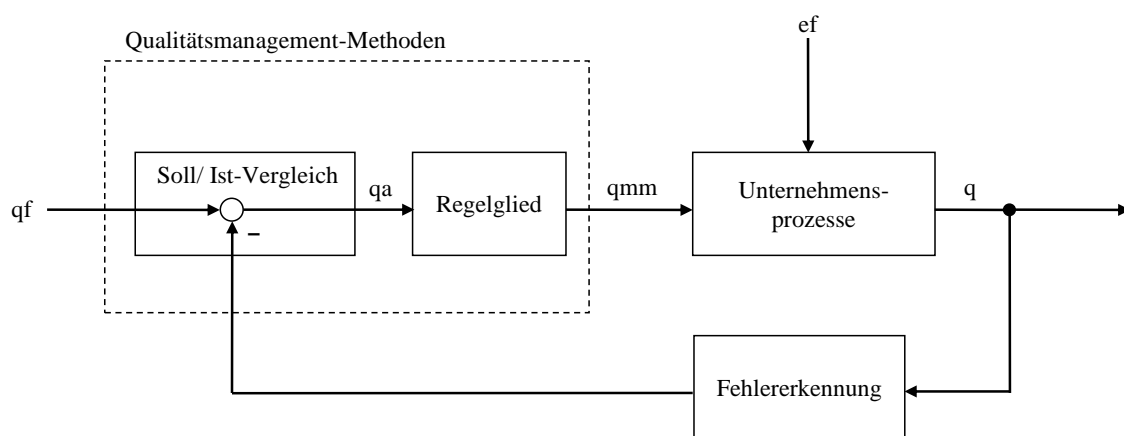 ef
Qualitätsmanagement-Methoden
Soll/ Ist-Vergleich
qf
qa
Regelglied
qmm
Unternehmens-
prozesse
q
–
Fehlererkennung